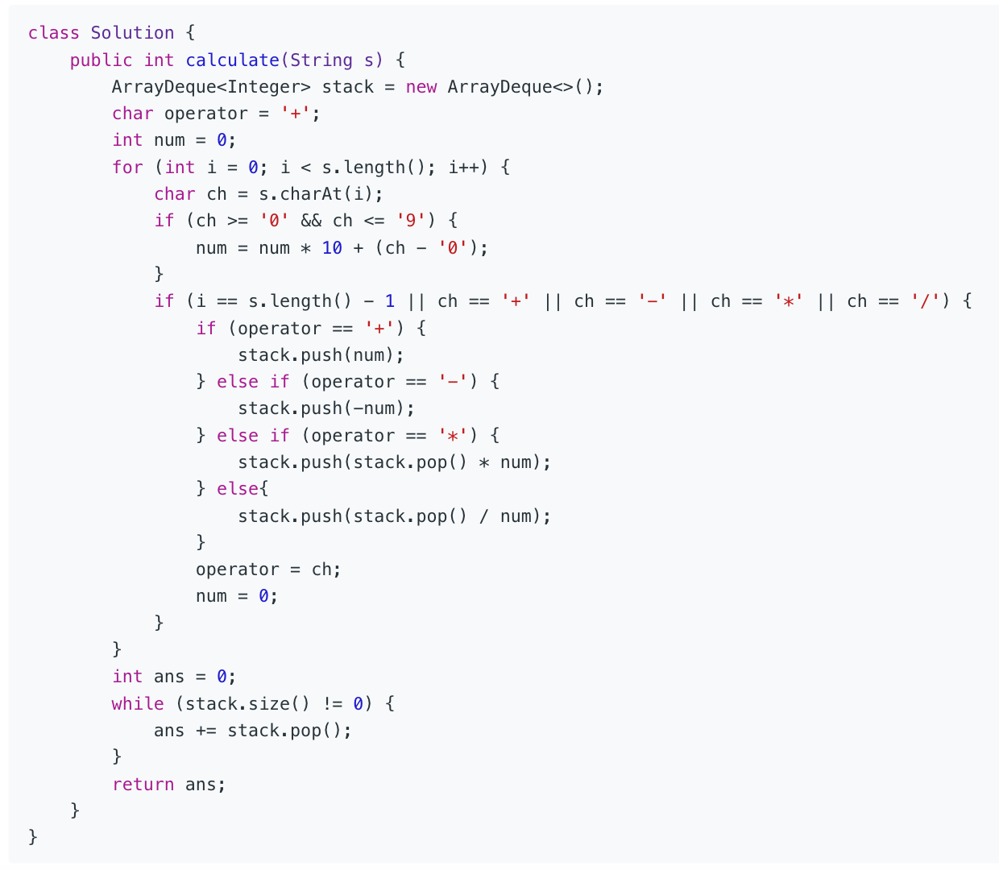 class Solution {
    public int calculate(String s) {
        ArrayDeque<Integer> stack = new ArrayDeque<>();
        char operator = '+';
        int num = 0;
        for (int i = 0; i < s.length(); i++) {
            char ch = s.charAt(i);
            if (ch >= '0' && ch <= '9') {
                num = num * 10 + (ch - '0');
            }
            if (i == s.length() - 1 || ch == '+' || ch == '-' || ch == '*' || ch == '/') {
                if (operator == '+') {
                    stack.push(num);
                } else if (operator == '-') {
                    stack.push(-num);
                } else if (operator == '*') {
                    stack.push(stack.pop() * num);
                } else{
                    stack.push(stack.pop() / num);
                }
                operator = ch;
                num = 0;
            }
        }
        int ans = 0;
        while (stack.size() != 0) {
            ans += stack.pop();
        }
        return ans;
    }
}